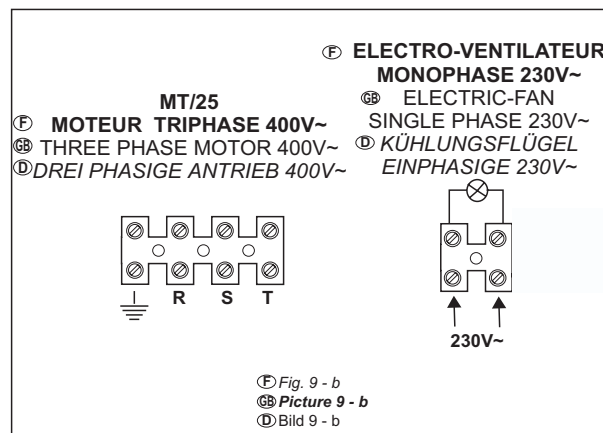 MT/25
F MOTEUR TRIPHASE 400V~
GB THREE PHASE MOTOR 400V~
D DREI PHASIGE ANTRIEB 400V~
F ELECTRO-VENTILATEUR
MONOPHASE 230V~
GB ELECTRIC-FAN
SINGLE PHASE 230V~
D KÜHLUNGSFLÜGEL
EINPHASIGE 230V~
R S T
230V~
F Fig. 9 - b
GB Picture 9 - b
D Bild 9 - b